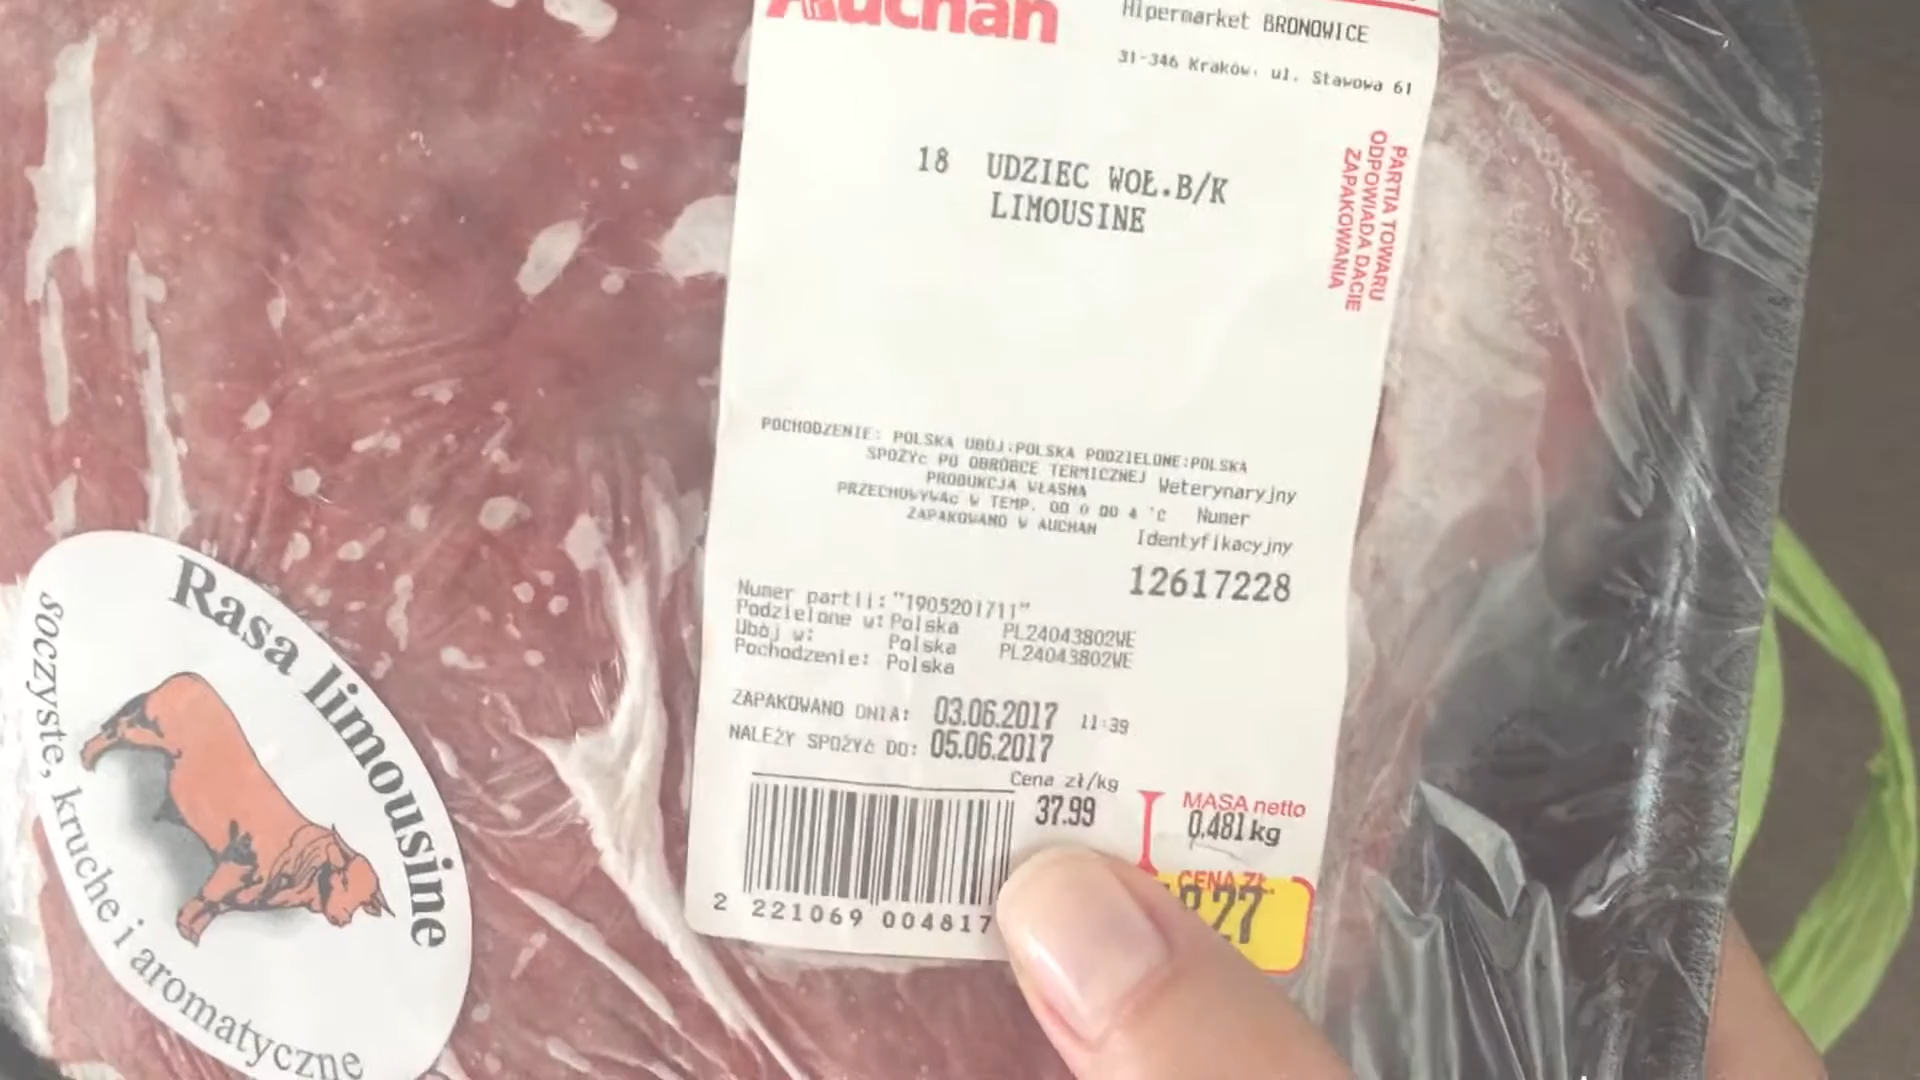 Auchan
Hipermarket BRONOWICE
31-346 Kraków, ul. Stawowa 61
PARTIA TOWARU
ODPOWIADA DACIE
ZAPAKOWANIA
18 UDZIEC WOŁ.B/K
LIMOUSINE
POCHODZENIE: POLSKA UBÓJ:POLSKA PODZIELONE:POLSKA
SPOŻYć PO OBRÓBCE TERMICZNEJ
PRODUKCJA WŁASNA
PRZECHOWYWAć W TEMP. OD 0 DO 4 °C
ZAPAKOWANO W AUCHAN
Weterynaryjny
Numer
Identyfikacyjny
12617228
Numer partii: "1905201711"
Podzielone w: Polska PL24043802WE
Ubój w: Polska PL24043802WE
Pochodzenie: Polska
ZAPAKOWANO DNIA: 03.06.2017 11:39
NALEŻY SPOŻYć DO: 05.06.2017
Cena zł/kg
37.99
MASA netto
0.481kg
CENA ZŁ.
8.27
2 221069 004817
Rasa limousine
soczyste, kruche i aromatyczne